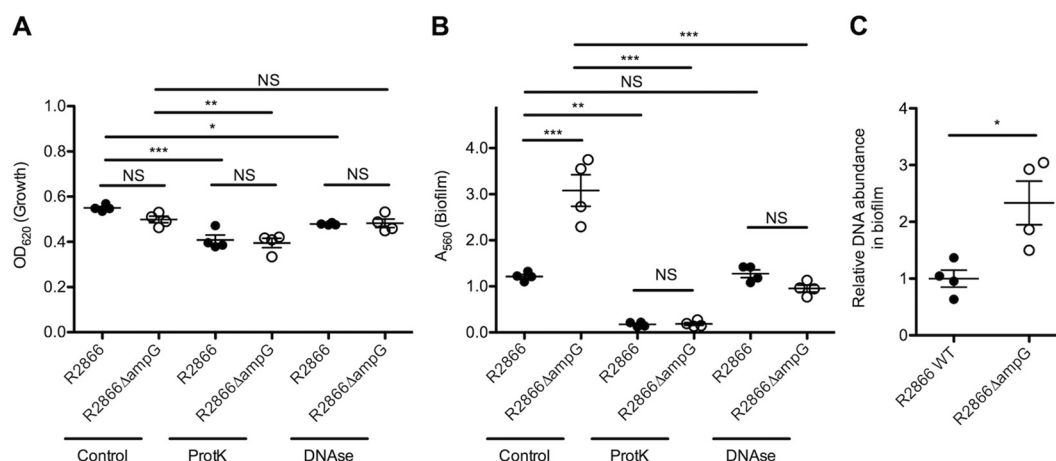 A
OD620 (Growth)
1.0
0.8
0.6
0.4
0.2
0.0
NS
**
*
***
NS
NS
NS
R2866
R2866ΔampG
R2866
R2866ΔampG
R2866
R2866ΔampG
Control
ProtK
DNAse
B
A560 (Biofilm)
4.0
3.0
2.0
1.0
0.0
***
***
NS
**
***
NS
NS
R2866
R2866ΔampG
R2866
R2866ΔampG
R2866
R2866ΔampG
Control
ProtK
DNAse
C
Relative DNA abundance
in biofilm
4
3
2
1
0
*
R2866 WT
R2866ΔampG